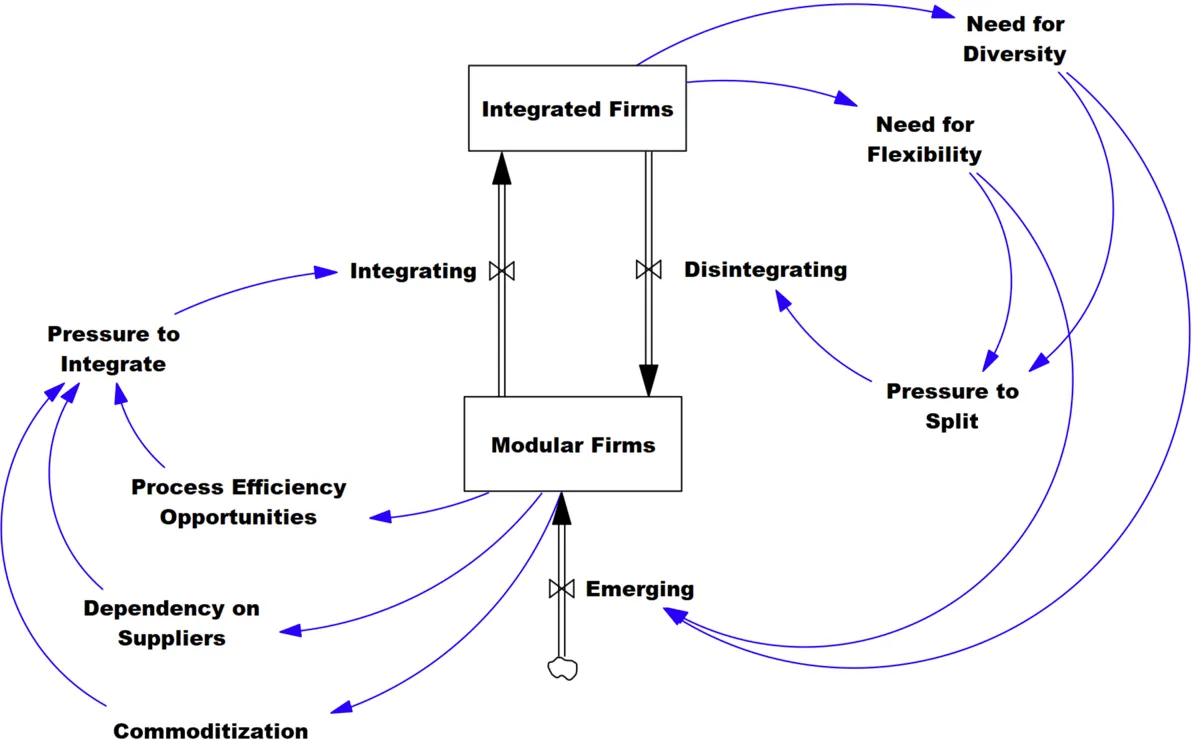 Need for
Diversity
Integrated Firms
Need for
Flexibility
Integrating
Disintegrating
Pressure to
Integrate
Pressure to
Split
Modular Firms
Process Efficiency
Opportunities
Emerging
Dependency on
Suppliers
Commoditization